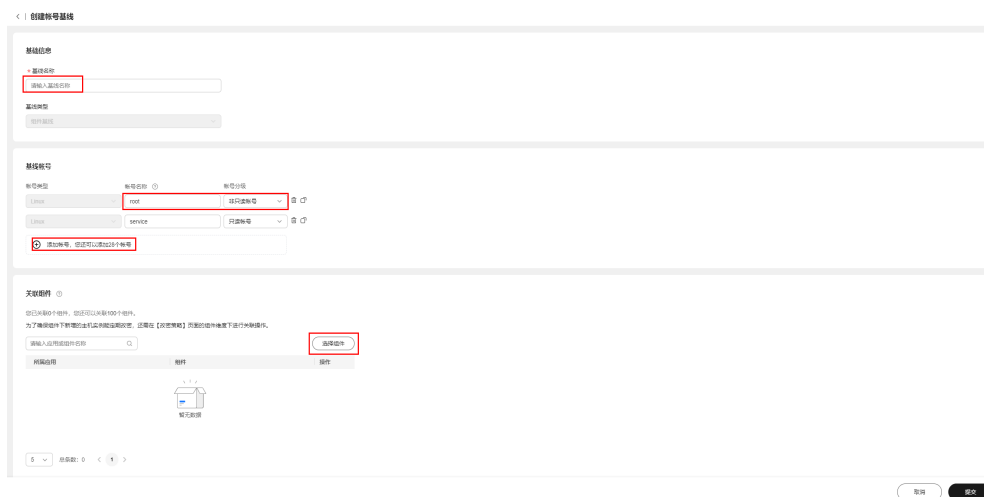 创建帐号基线
基础信息
* 基线名称
请输入基线名称
基线类型
组件基线
基线帐号
帐号类型 帐号名称 帐号分级
Linux root 非只读帐号
Linux service 只读帐号
添加帐号，您还可以添加28个帐号
关联组件
您已关联0个组件，您还可以关联100个组件。
为了确保组件下新增的主机实例能定期改密，还需在【改密策略】页面的组件维度下进行关联操作。
请输入应用或组件名称 选择组件
所属应用 组件 操作
暂无数据
5 总条数：0 < 1 >
取消 提交